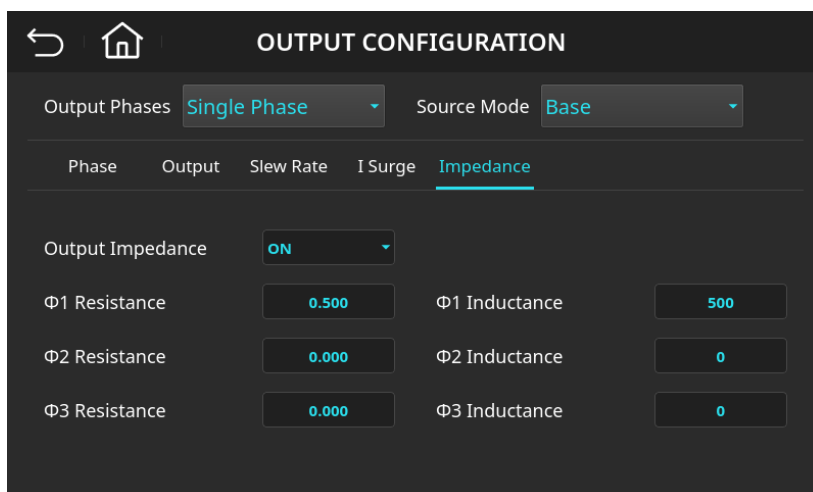 OUTPUT CONFIGURATION
Output Phases Single Phase Source Mode Base
Phase Output Slew Rate I Surge Impedance
Output Impedance ON
Φ1 Resistance 0.500 Φ1 Inductance 500
Φ2 Resistance 0.000 Φ2 Inductance 0
Φ3 Resistance 0.000 Φ3 Inductance 0